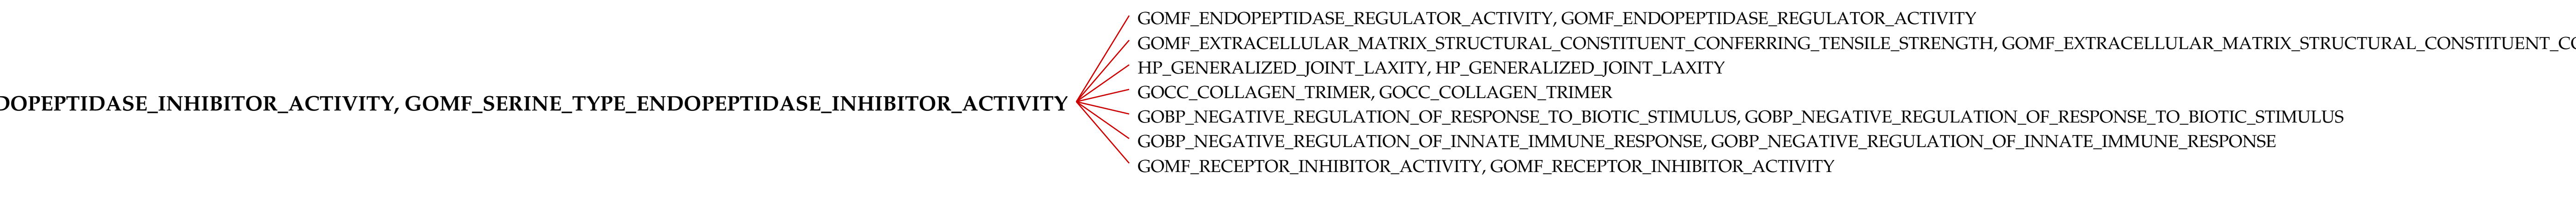 GOMF_ENDOPEPTIDASE_REGULATOR_ACTIVITY, GOMF_ENDOPEPTIDASE_REGULATOR_ACTIVITY
GOMF_EXTRACELLULAR_MATRIX_STRUCTURAL_CONSTITUENT_CONFERRING_TENSILE_STRENGTH, GOMF_EXTRACELLULAR_MATRIX_STRUCTURAL_CONSTITUENT_CO
HP_GENERALIZED_JOINT_LAXITY, HP_GENERALIZED_JOINT_LAXITY
GOCC_COLLAGEN_TRIMER, GOCC_COLLAGEN_TRIMER
DOPEPTIDASE_INHIBITOR_ACTIVITY, GOMF_SERINE_TYPE_ENDOPEPTIDASE_INHIBITOR_ACTIVITY
GOBP_NEGATIVE_REGULATION_OF_RESPONSE_TO_BIOTIC_STIMULUS, GOBP_NEGATIVE_REGULATION_OF_RESPONSE_TO_BIOTIC_STIMULUS
GOBP_NEGATIVE_REGULATION_OF_INNATE_IMMUNE_RESPONSE, GOBP_NEGATIVE_REGULATION_OF_INNATE_IMMUNE_RESPONSE
GOMF_RECEPTOR_INHIBITOR_ACTIVITY, GOMF_RECEPTOR_INHIBITOR_ACTIVITY